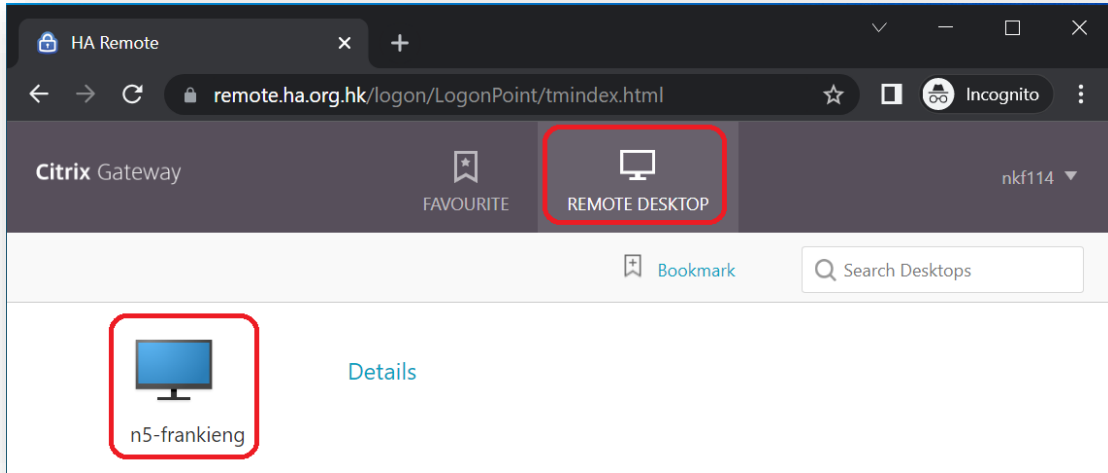 HA Remote
remote.ha.org.hk/logon/LogonPoint/tmindex.html
Incognito
Citrix Gateway
FAVOURITE
REMOTE DESKTOP
nkf114
Bookmark
Search Desktops
Details
n5-frankieng